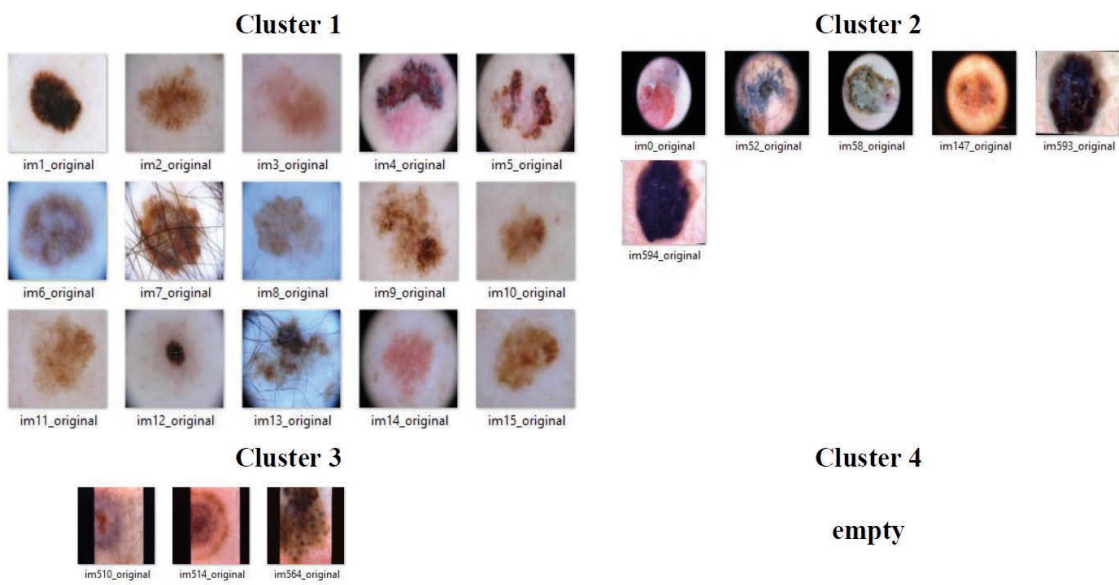 Cluster 1
im1_original im2_original im3_original im4_original im5_original
im6_original im7_original im8_original im9_original im10_original
im11_original im12_original im13_original im14_original im15_original
Cluster 2
im0_original im52_original im58_original im147_original im593_original
im594_original
Cluster 3
im510_original im514_original im564_original
Cluster 4
empty